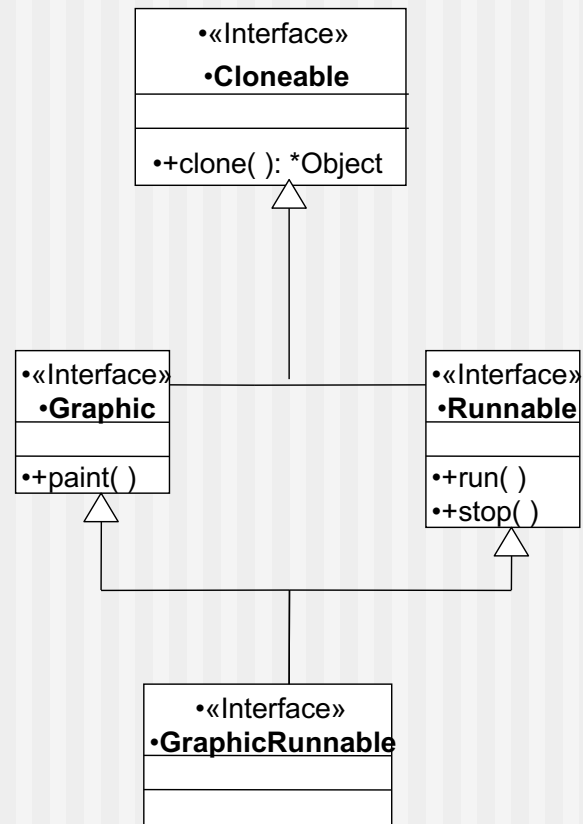 •«Interface»
•Cloneable
•+clone( ): *Object
•«Interface»
•Graphic
•+paint( )
•«Interface»
•Runnable
•+run( )
•+stop( )
•«Interface»
•GraphicRunnable